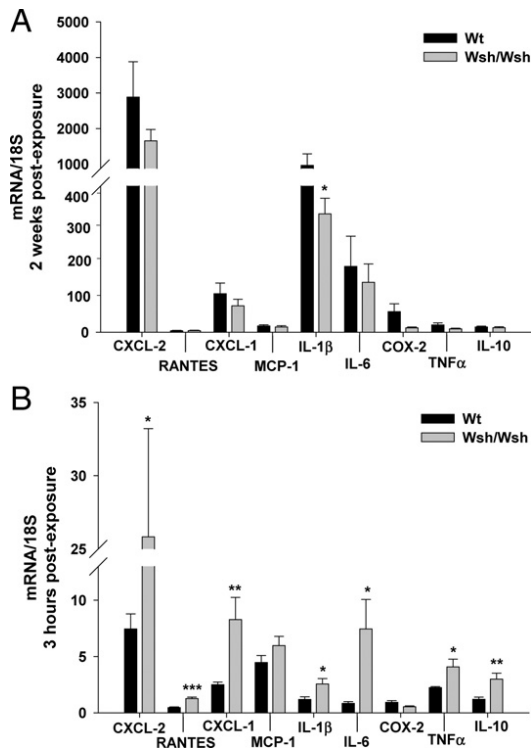 A
Wt
Wsh/Wsh
mRNA/18S
2 weeks post-exposure
5000
4000
3000
2000
1000
400
300
200
100
0
*
CXCL-2 CXCL-1 IL-1β COX-2 IL-10
RANTES MCP-1 IL-6 TNFα
B
Wt
Wsh/Wsh
mRNA/18S
3 hours post-exposure
35
30
25
10
5
0
* *** ** * * * **
CXCL-2 CXCL-1 IL-1β COX-2 IL-10
RANTES MCP-1 IL-6 TNFα